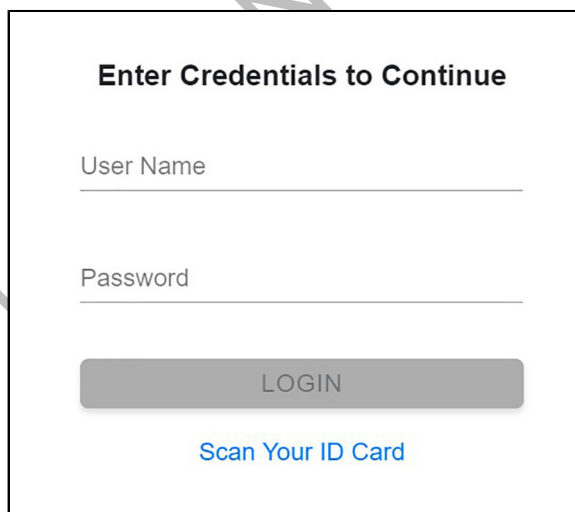 Enter Credentials to Continue
User Name
Password
LOGIN
Scan Your ID Card